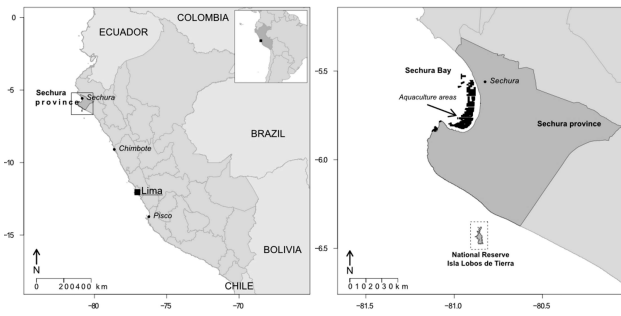 COLOMBIA
ECUADOR
Sechura
province
Sechura
Chimbote
BRAZIL
Lima
Pisco
BOLIVIA
CHILE
N
0 200400 km
0
−5
−10
−15
−80
−75
−70
Sechura Bay
Sechura
Aquaculture areas
Sechura province
National Reserve
Isla Lobos de Tierra
N
0 10 20 30 km
−5.5
−6.0
−6.5
−81.5
−81.0
−80.5